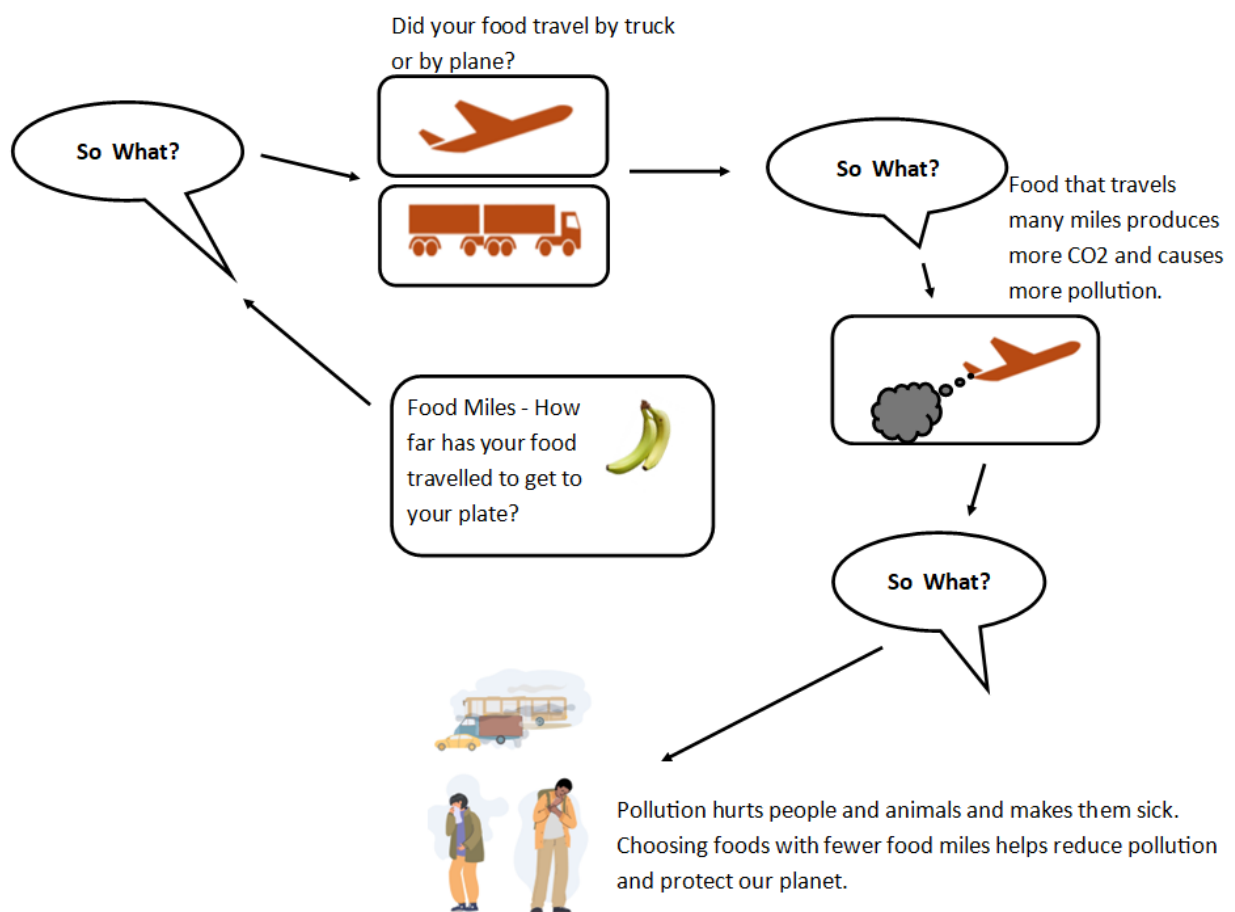 Did your food travel by truck
or by plane?
So What?
So What?
Food that travels
many miles produces
more CO2 and causes
more pollution.
Food Miles - How
far has your food
travelled to get to
your plate?
So What?
Pollution hurts people and animals and makes them sick.
Choosing foods with fewer food miles helps reduce pollution
and protect our planet.